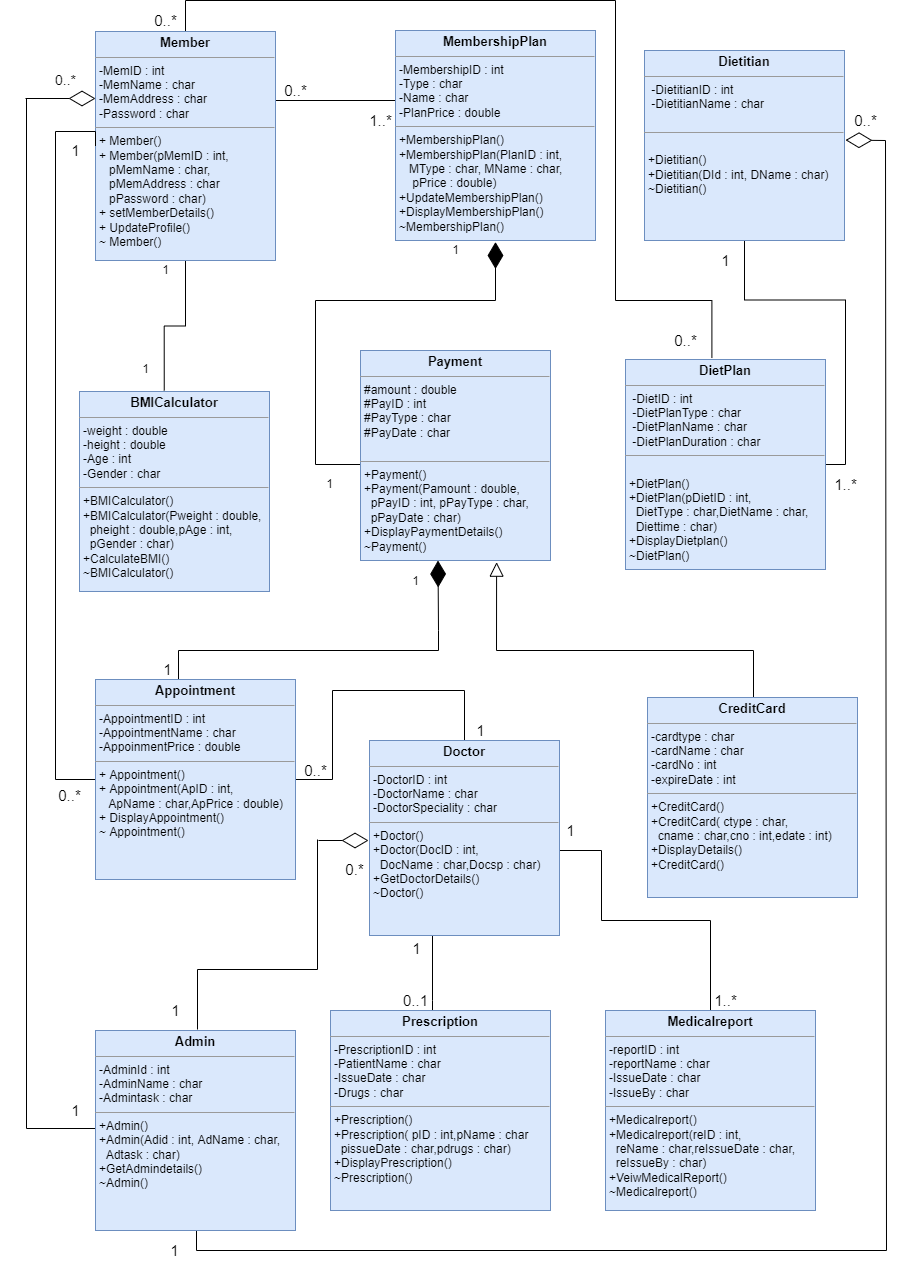 0..*
Member
-MemID : int
-MemName : char
-MemAddress : char
-Password : char
+ Member()
+ Member(pMemID : int,
pMemName : char,
pMemAddress : char
pPassword : char)
+ setMemberDetails()
+ UpdateProfile()
~ Member()
0..*
1
0..*
1..*
MembershipPlan
-MembershipID : int
-Type : char
-Name : char
-PlanPrice : double
+MembershipPlan()
+MembershipPlan(PlanID : int,
MType : char, MName : char,
pPrice : double)
+UpdateMembershipPlan()
+DisplayMembershipPlan()
~MembershipPlan()
Dietitian
-DietitianID : int
-DietitianName : char
+Dietitian()
+Dietitian(DId : int, DName : char)
~Dietitian()
0..*
1
1
1
1
0..*
BMICalculator
-weight : double
-height : double
-Age : int
-Gender : char
+BMICalculator()
+BMICalculator(Pweight : double,
pheight : double,pAge : int,
pGender : char)
+CalculateBMI()
~BMICalculator()
Payment
#amount : double
#PayID : int
#PayType : char
#PayDate : char
+Payment()
+Payment(Pamount : double,
pPayID : int, pPayType : char,
pPayDate : char)
+DisplayPaymentDetails()
~Payment()
1
DietPlan
-DietID : int
-DietPlanType : char
-DietPlanName : char
-DietPlanDuration : char
+DietPlan()
+DietPlan(pDietID : int,
DietType : char,DietName : char,
Diettime : char)
+DisplayDietplan()
~DietPlan()
1..*
1
1
Appointment
-AppointmentID : int
-AppointmentName : char
-AppoinmentPrice : double
+ Appointment()
+ Appointment(ApID : int,
ApName : char,ApPrice : double)
+ DisplayAppointment()
~ Appointment()
0..*
0..*
1
Doctor
-DoctorID : int
-DoctorName : char
-DoctorSpeciality : char
+Doctor()
+Doctor(DocID : int,
DocName : char,Docsp : char)
+GetDoctorDetails()
~Doctor()
0.*
1
CreditCard
-cardtype : char
-cardName : char
-cardNo : int
-expireDate : int
+CreditCard()
+CreditCard( ctype : char,
cname : char,cno : int,edate : int)
+DisplayDetails()
+CreditCard()
1
1
0..1
1..*
Admin
-AdminId : int
-AdminName : char
-Admintask : char
+Admin()
+Admin(Adid : int, AdName : char,
Adtask : char)
+GetAdmindetails()
~Admin()
1
1
Prescription
-PrescriptionID : int
-PatientName : char
-IssueDate : char
-Drugs : char
+Prescription()
+Prescription( pID : int,pName : char
pissueDate : char,pdrugs : char)
+DisplayPrescription()
~Prescription()
Medicalreport
-reportID : int
-reportName : char
-IssueDate : char
-IssueBy : char
+Medicalreport()
+Medicalreport(reID : int,
reName : char,reIssueDate : char,
reIssueBy : char)
+VeiwMedicalReport()
~Medicalreport()